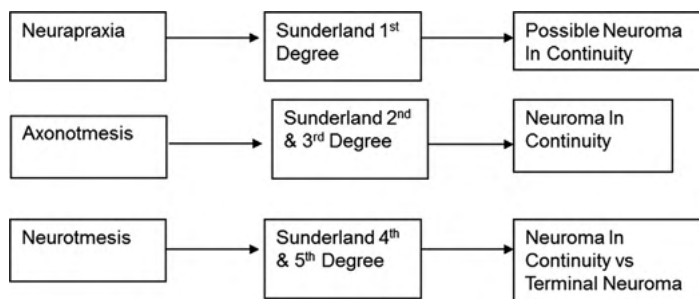 Neurapraxia
Sunderland 1st
Degree
Possible Neuroma
In Continuity
Axonotmesis
Sunderland 2nd
& 3rd Degree
Neuroma In
Continuity
Neurotmesis
Sunderland 4th
& 5th Degree
Neuroma In
Continuity vs
Terminal Neuroma